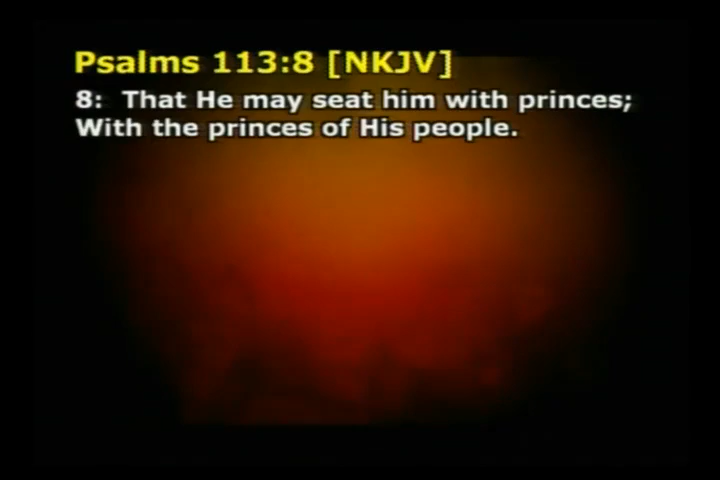 Psalms 113:8 [NKJV]
8:  That He may seat him with princes;
With the princes of His people.